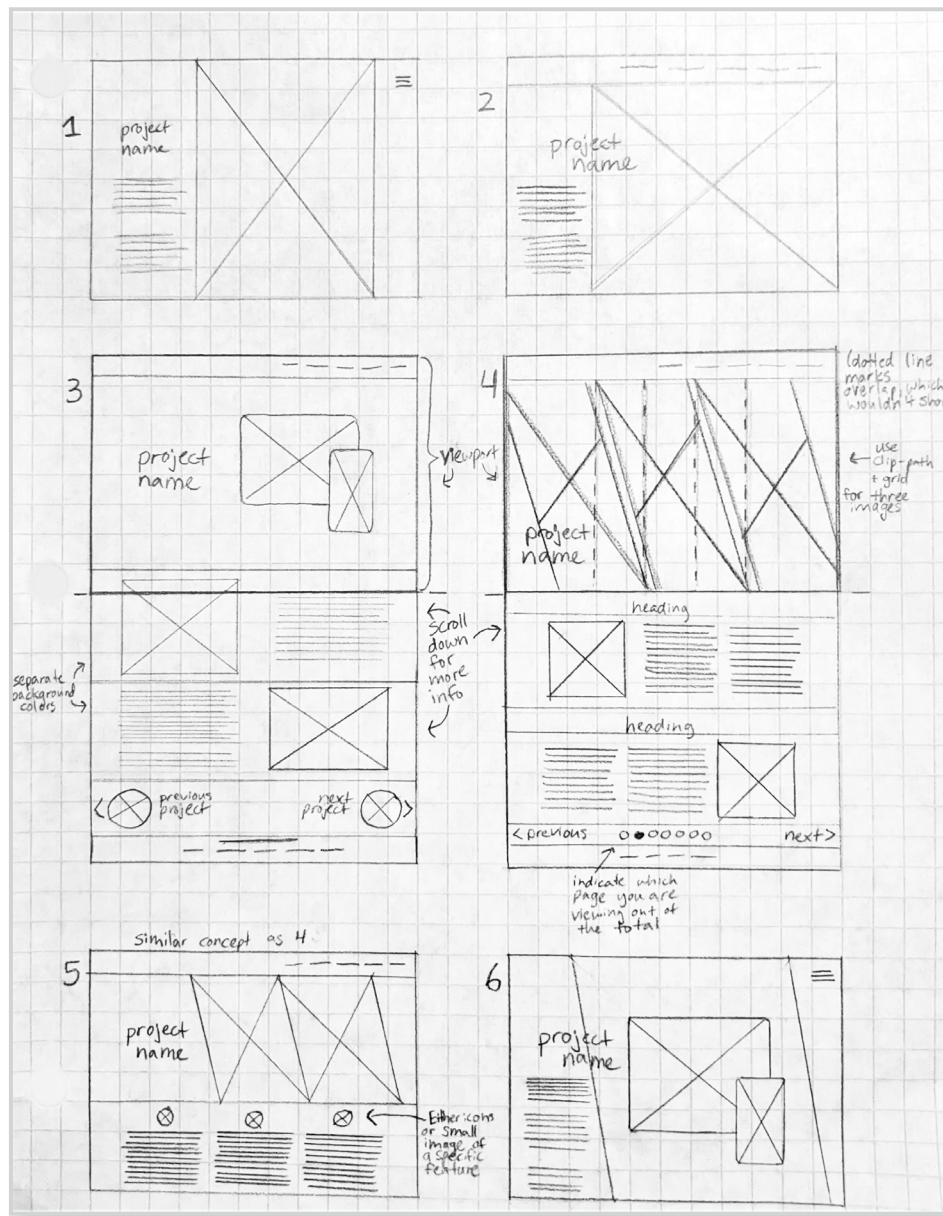 1
project
name
2
project
name
3
project
name
viewport
separate
background
colors
Scroll
down
for
more
info
previous
project
next
project
4
(dotted line
marks
overlap, which
wouldn't sho
use
clip-path
+ grid
for three
images
project
name
heading
heading
< previous
next >
indicate which
page you are
viewing out of
the total
Similar concept as 4
5
project
name
Either icons
or small
image of
a specific
feature
6
project
name